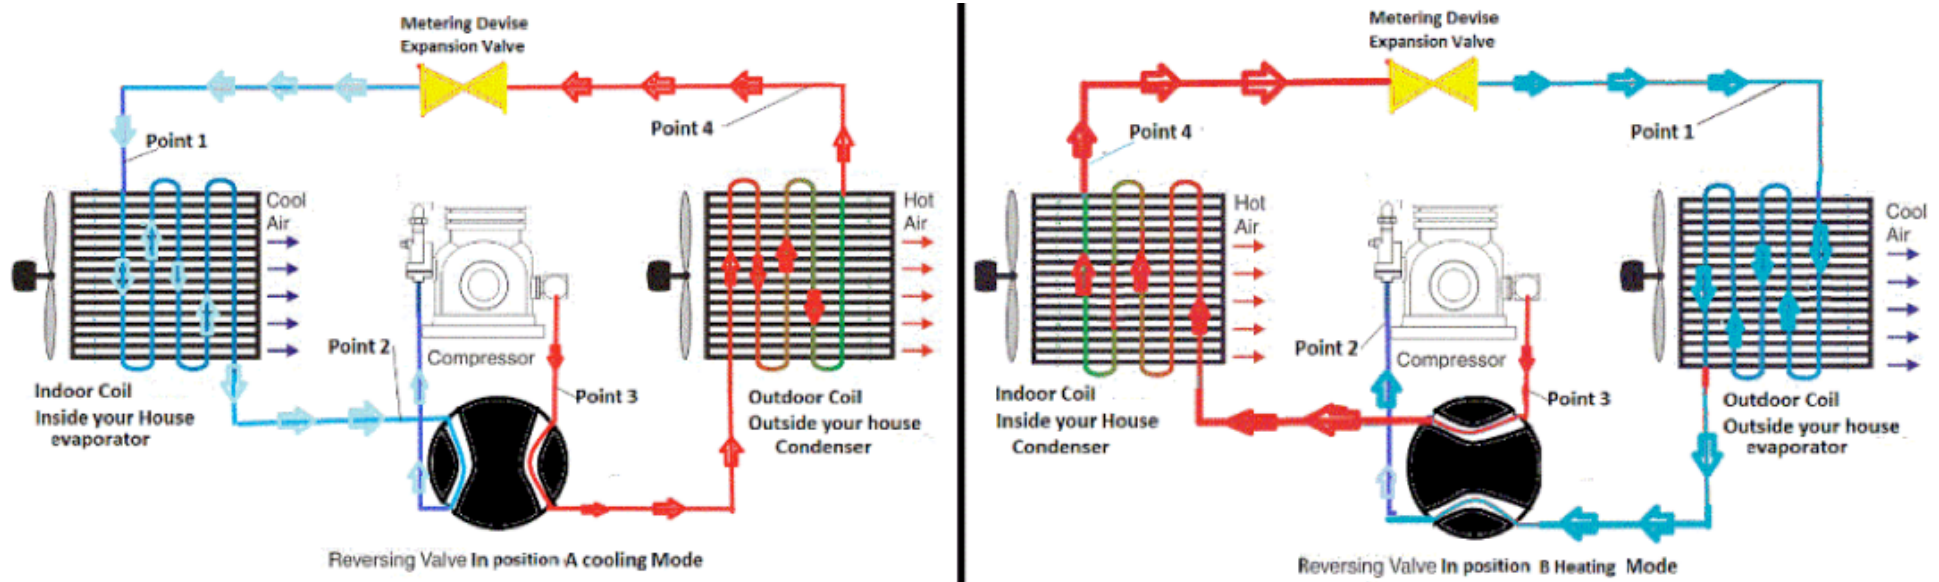 Metering Devise
Expansion Valve
Point 1
Point 4
Cool
Air
Hot
Air
Point 2
Compressor
Point 3
Indoor Coil
Inside your House
evaporator
Outdoor Coil
Outside your house
Condenser
Reversing Valve In position A cooling Mode
Metering Devise
Expansion Valve
Point 4
Point 1
Hot
Air
Cool
Air
Point 2
Compressor
Point 3
Indoor Coil
Inside your House
Condenser
Outdoor Coil
Outside your house
evaporator
Reversing Valve In position B Heating Mode